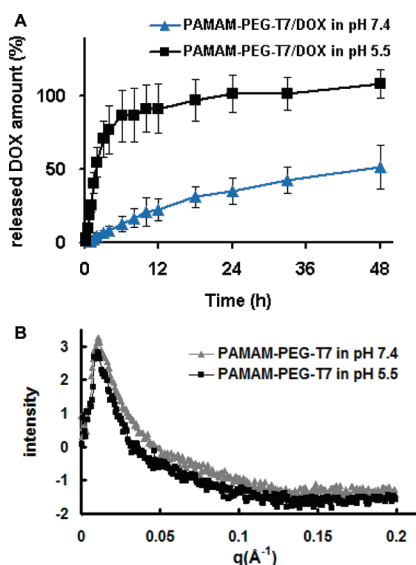 A
PAMAM-PEG-T7/DOX in pH 7.4
PAMAM-PEG-T7/DOX in pH 5.5
released DOX amount (%)
100
50
0
0 12 24 36 48
Time (h)
B
PAMAM-PEG-T7 in pH 7.4
PAMAM-PEG-T7 in pH 5.5
intensity
3
2
1
0
-1
-2
0 0.05 0.1 0.15 0.2
q(Å⁻¹)